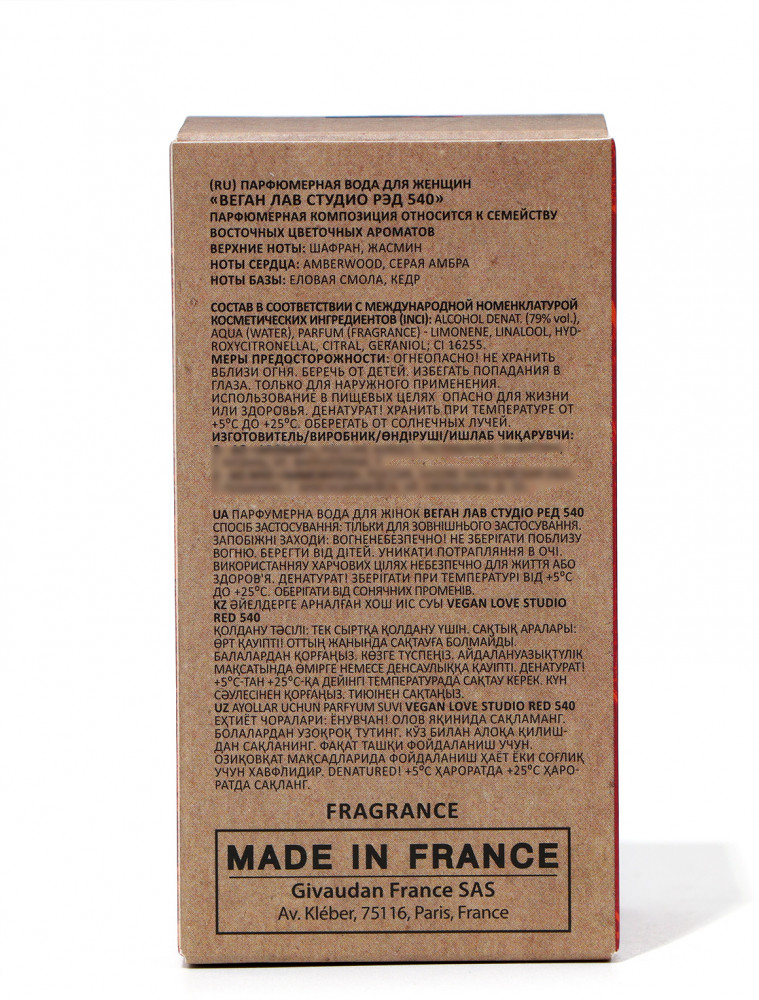 (RU) ПАРФЮМЕРНАЯ ВОДА ДЛЯ ЖЕНЩИН
«ВЕГАН ЛАВ СТУДИО РЭД 540»
ПАРФЮМЕРНАЯ КОМПОЗИЦИЯ ОТНОСИТСЯ К СЕМЕЙСТВУ
ВОСТОЧНЫХ ЦВЕТОЧНЫХ АРОМАТОВ
ВЕРХНИЕ НОТЫ: ШАФРАН, ЖАСМИН
НОТЫ СЕРДЦА: AMBERWOOD, СЕРАЯ АМБРА
НОТЫ БАЗЫ: ЕЛОВАЯ СМОЛА, КЕДР
СОСТАВ В СООТВЕТСТВИИ С МЕЖДУНАРОДНОЙ НОМЕНКЛАТУРОЙ
КОСМЕТИЧЕСКИХ ИНГРЕДИЕНТОВ (INCI): ALCOHOL DENAT. (79% vol.),
AQUA (WATER), PARFUM (FRAGRANCE) - LIMONENE, LINALOOL, HYD-
ROXYCITRONELLAL, CITRAL, GERANIOL; CI 16255.
МЕРЫ ПРЕДОСТОРОЖНОСТИ: ОГНЕОПАСНО! НЕ ХРАНИТЬ
ВБЛИЗИ ОГНЯ. БЕРЕЧЬ ОТ ДЕТЕЙ. ИЗБЕГАТЬ ПОПАДАНИЯ В
ГЛАЗА. ТОЛЬКО ДЛЯ НАРУЖНОГО ПРИМЕНЕНИЯ.
ИСПОЛЬЗОВАНИЕ В ПИЩЕВЫХ ЦЕЛЯХ ОПАСНО ДЛЯ ЖИЗНИ
ИЛИ ЗДОРОВЬЯ. ДЕНАТУРАТ! ХРАНИТЬ ПРИ ТЕМПЕРАТУРЕ ОТ
+5ºC ДО +25ºC. ОБЕРЕГАТЬ ОТ СОЛНЕЧНЫХ ЛУЧЕЙ.
ИЗГОТОВИТЕЛЬ/ВИРОБНИК/ӨНДІРУШІ/ИШЛАБ ЧИҚАРУВЧИ:
UA ПАРФУМЕРНА ВОДА ДЛЯ ЖІНОК ВЕГАН ЛАВ СТУДІО РЕД 540
СПОСІБ ЗАСТОСУВАННЯ: ТІЛЬКИ ДЛЯ ЗОВНІШНЬОГО ЗАСТОСУВАННЯ.
ЗАПОБІЖНІ ЗАХОДИ: ВОГНЕНЕБЕЗПЕЧНО! НЕ ЗБЕРІГАТИ ПОБЛИЗУ
ВОГНЮ. БЕРЕГТИ ВІД ДІТЕЙ. УНИКАТИ ПОТРАПЛЯННЯ В ОЧІ.
ВИКОРИСТАННЯУ ХАРЧОВИХ ЦІЛЯХ НЕБЕЗПЕЧНО ДЛЯ ЖИТТЯ АБО
ЗДОРОВ'Я. ДЕНАТУРАТ! ЗБЕРІГАТИ ПРИ ТЕМПЕРАТУРІ ВІД +5ºC
ДО +25ºC. ОБЕРІГАТИ ВІД СОНЯЧНИХ ПРОМЕНІВ.
KZ ӘЙЕЛДЕРГЕ АРНАЛҒАН ХОШ ИІС СУЫ VEGAN LOVE STUDIO
RED 540
ҚОЛДАНУ ТӘСІЛІ: ТЕК СЫРТҚА ҚОЛДАНУ ҮШІН. САҚТЫҚ АРАЛАРЫ:
ӨРТ ҚАУІПТІ! ОТТЫҢ ЖАНЫНДА САҚТАУҒА БОЛМАЙДЫ.
БАЛАЛАРДАН ҚОРҒАҢЫЗ. КӨЗГЕ ТҮСПЕҢІЗ. АЙДАЛАНУАЗЫҚТҮЛІК
МАҚСАТЫНДА ӨМІРГЕ НЕМЕСЕ ДЕНСАУЛЫҚҚА ҚАУІПТІ. ДЕНАТУРАТ!
+5ºC-ТАН +25ºC-ҚА ДЕЙІНГІ ТЕМПЕРАТУРАДА САҚТАУ КЕРЕК. КҮН
СӘУЛЕСІНЕН ҚОРҒАҢЫЗ. ТИЮІНЕН САҚТАҢЫЗ.
UZ AYOLLAR UCHUN PARFYUM SUVI VEGAN LOVE STUDIO RED 540
ЕҲТИЁТ ЧОРАЛАРИ: ЁНУВЧАН! ОЛОВ ЯҚИНИДА САҚЛАМАНГ.
БОЛАЛАРДАН УЗОҚРОҚ ТУТИНГ. КЎЗ БИЛАН АЛОҚА ҚИЛИШ-
ДАН САҚЛАНИНГ. ФАҚАТ ТАШҚИ ФОЙДАЛАНИШ УЧУН.
ОЗИҚОВҚАТ МАҚСАДЛАРИДА ФОЙДАЛАНИШ ҲАЁТ ЁКИ СОҒЛИҚ
УЧУН ХАВФЛИДИР. DENATURED! +5ºC ҲАРОРАТДА +25ºC ҲАРО-
РАТДА САҚЛАНГ.
FRAGRANCE
MADE IN FRANCE
Givaudan France SAS
Av. Kléber, 75116, Paris, France